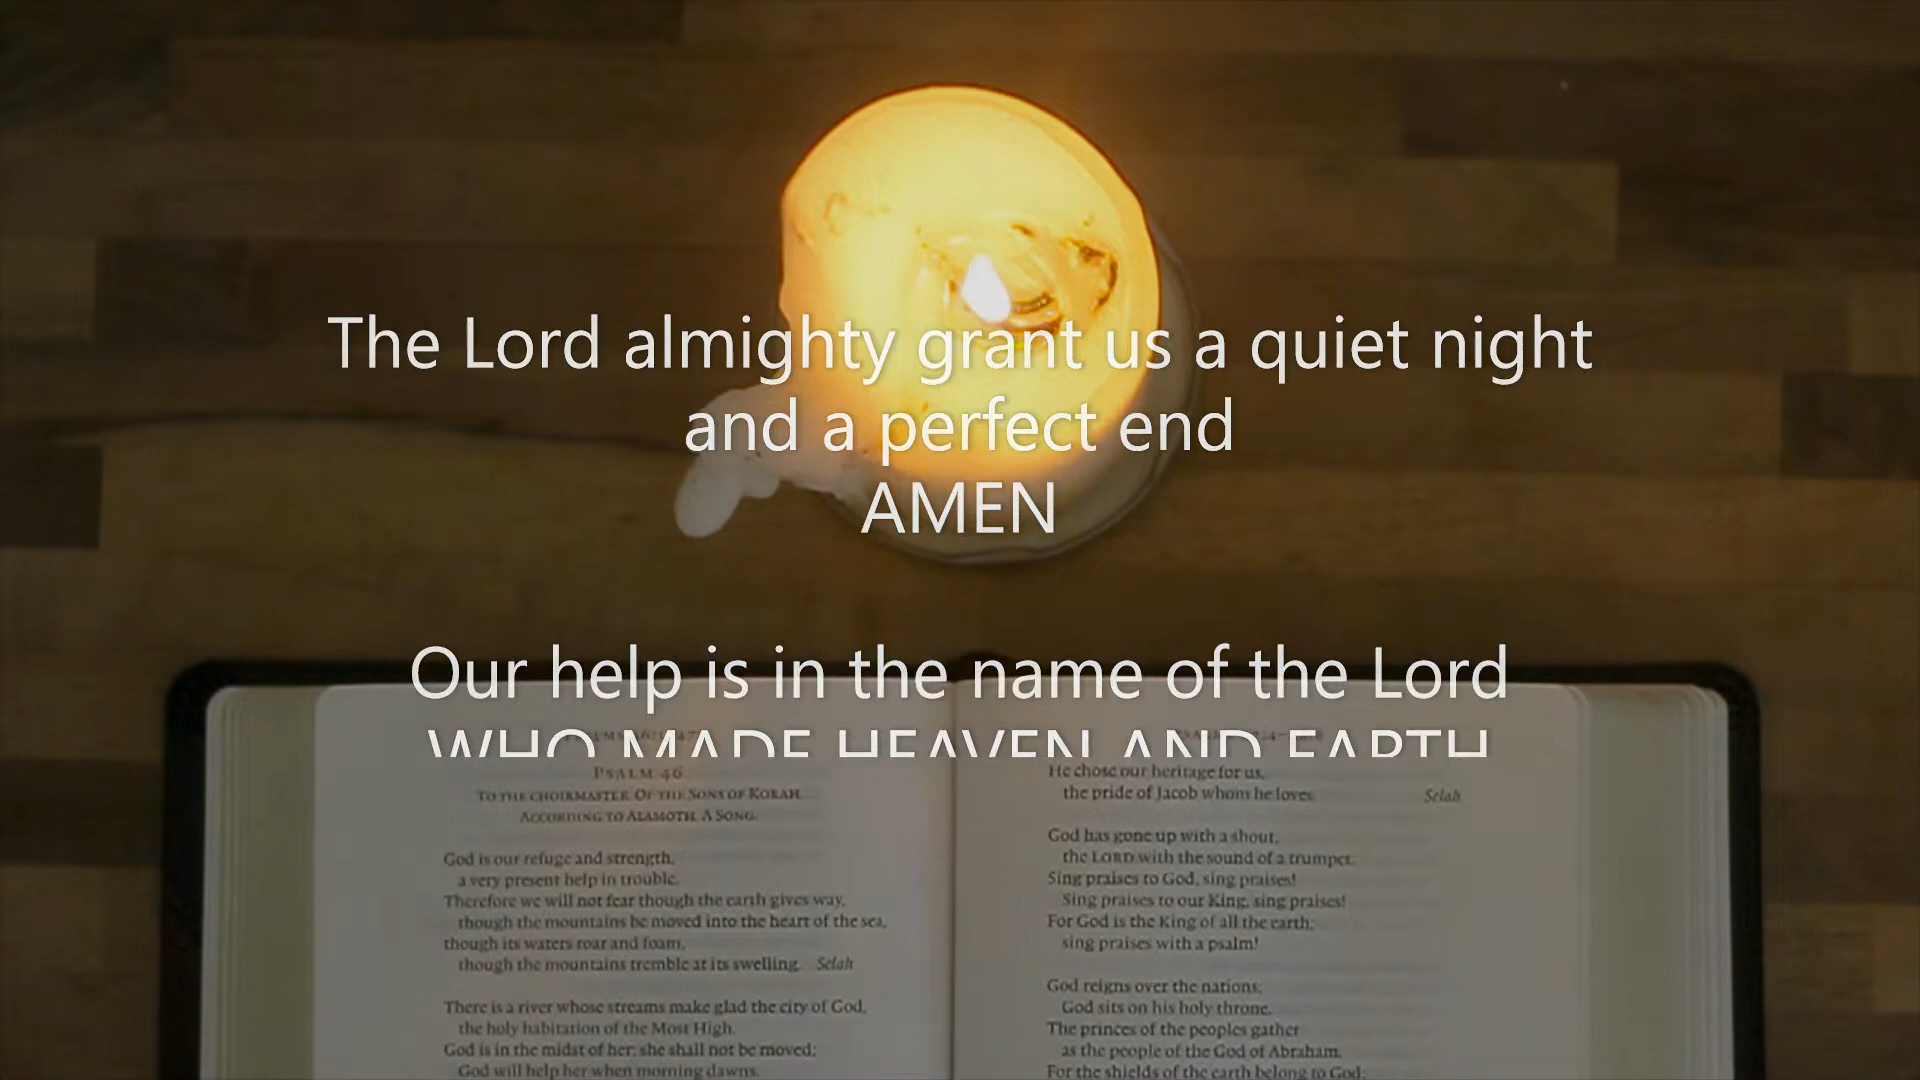 The Lord almighty grant us a quiet night
and a perfect end
AMEN
Our help is in the name of the Lord
WHO MADE HEAVEN AND EARTH
PSALM 46
TO THE CHOIRMASTER. OF THE SONS OF KORAH.
ACCORDING TO ALAMOTH. A SONG.
God is our refuge and strength,
a very present help in trouble.
Therefore we will not fear though the earth gives way,
though the mountains be moved into the heart of the sea,
though its waters roar and foam,
though the mountains tremble at its swelling. Selah
There is a river whose streams make glad the city of God,
the holy habitation of the Most High.
God is in the midst of her; she shall not be moved;
God will help her when morning dawns.
He chose our heritage for us,
the pride of Jacob whom he loves. Selah
God has gone up with a shout,
the LORD with the sound of a trumpet.
Sing praises to God, sing praises!
Sing praises to our King, sing praises!
For God is the King of all the earth;
sing praises with a psalm!
God reigns over the nations;
God sits on his holy throne.
The princes of the peoples gather
as the people of the God of Abraham.
For the shields of the earth belong to God;